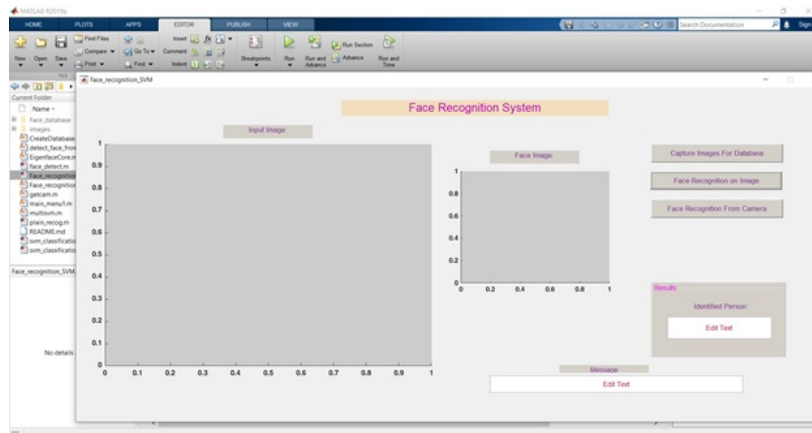 MATLAB R2019a
HOME PLOTS APPS EDITOR PUBLISH VIEW
Search Documentation
Sign
New Open Save
Find Files
Compare
Print
Go To
Find
Insert
Comment
Indent
Breakpoints
Run
Run and Advance
Run Section
Advance
Run and Time
FILE
Current Folder
Name
Face_database
images
CreateDatabase.
detect_face_fron
EigenfaceCore.m
face_detect.m
Face_recognition
Face_recognition
getcam.m
main_menu1.m
multisvm.m
plain_recog.m
README.md
svm_classificatio
svm_classificatio
Face_recognition_SVM.
No details
Face_recognition_SVM
Face Recognition System
Input Image
1
0.9
0.8
0.7
0.6
0.5
0.4
0.3
0.2
0.1
0
0 0.1 0.2 0.3 0.4 0.5 0.6 0.7 0.8 0.9 1
Face Image
1
0.8
0.6
0.4
0.2
0
0 0.2 0.4 0.6 0.8 1
Capture Images For Database
Face Recognition on Image
Face Recognition From Camera
Results
Identified Person
Edit Text
Message
Edit Text